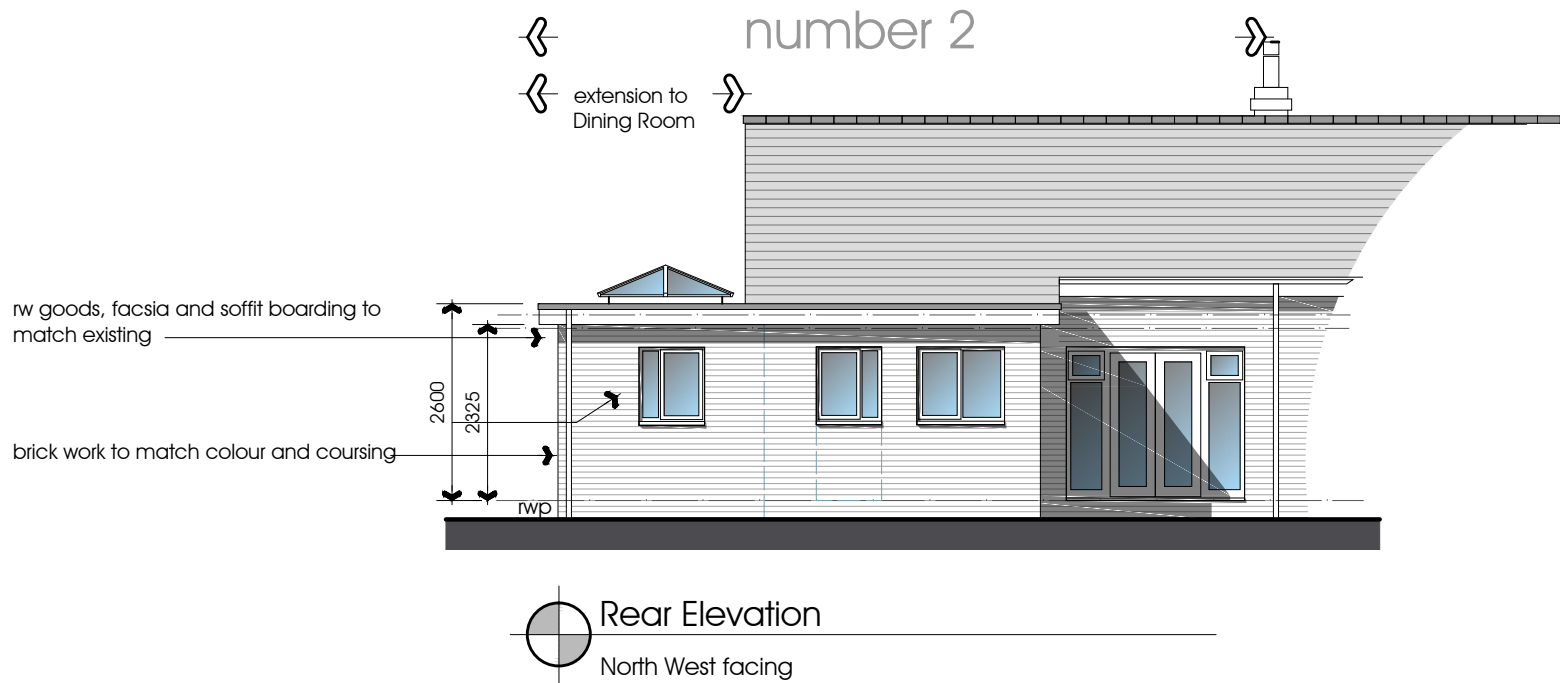 number 2
extension to
Dining Room
rw goods, facsia and soffit boarding to
match existing
2600
2325
brick work to match colour and coursing
rwp
Rear Elevation
North West facing